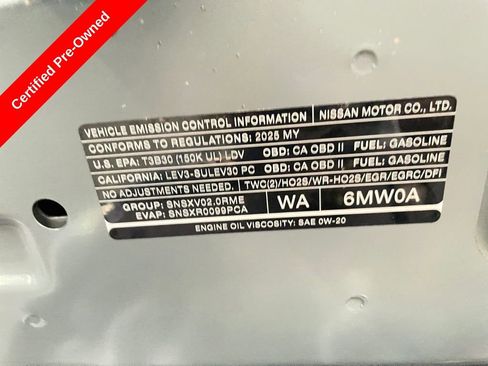 Certified Pre-Owned
VEHICLE EMISSION CONTROL INFORMATION NISSAN MOTOR CO., LTD.
CONFORMS TO REGULATIONS: 2025 MY
U.S. EPA: T3B30 (150K UL) LDV OBD: CA OBD II FUEL: GASOLINE
CALIFORNIA: LEV3-SULEV30 PC OBD: CA OBD II FUEL: GASOLINE
NO ADJUSTMENTS NEEDED. TWC(2)/HO2S/WR-HO2S/EGR/EGRC/DFI
GROUP: SNSXV02.0RME WA 6MW0A
EVAP: SNSXR0099PCA
ENGINE OIL VISCOSITY: SAE 0W-20